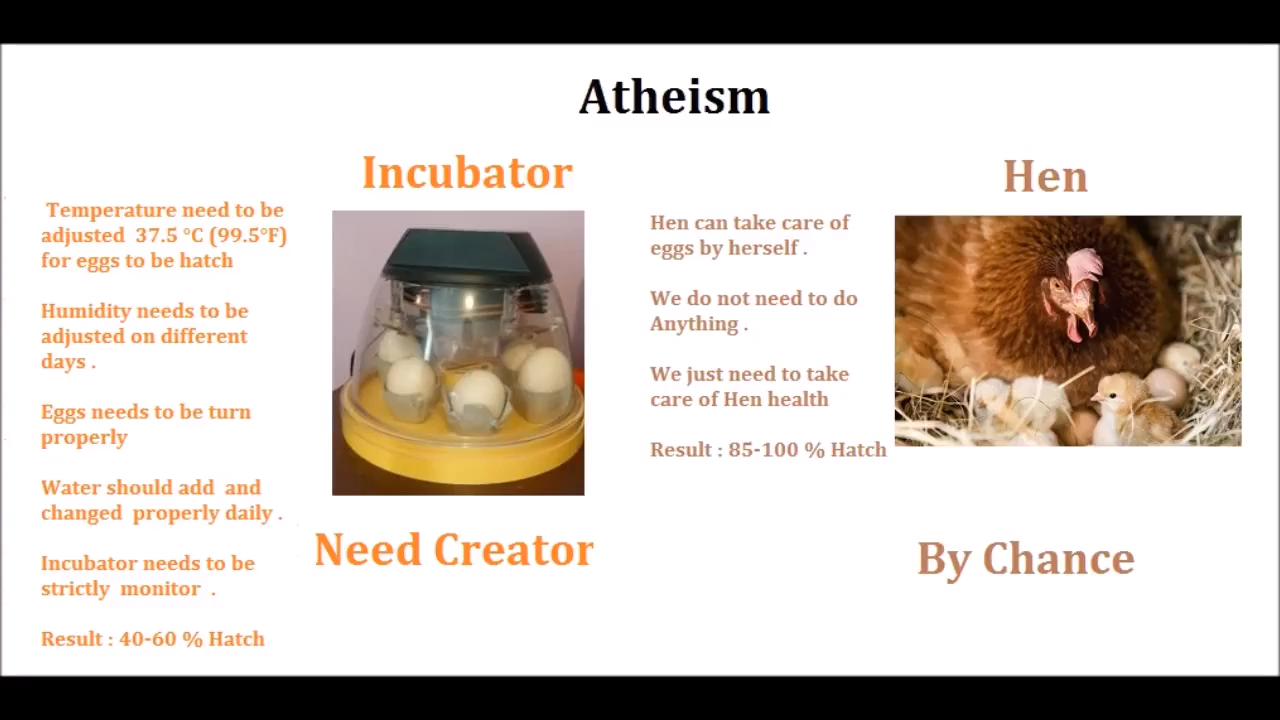 Atheism
Incubator
Temperature need to be
adjusted 37.5 °C (99.5°F)
for eggs to be hatch
Humidity needs to be
adjusted on different
days .
Eggs needs to be turn
properly
Water should add and
changed properly daily .
Incubator needs to be
strictly monitor .
Result : 40-60 % Hatch
Need Creator
Hen
Hen can take care of
eggs by herself .
We do not need to do
Anything .
We just need to take
care of Hen health
Result : 85-100 % Hatch
By Chance